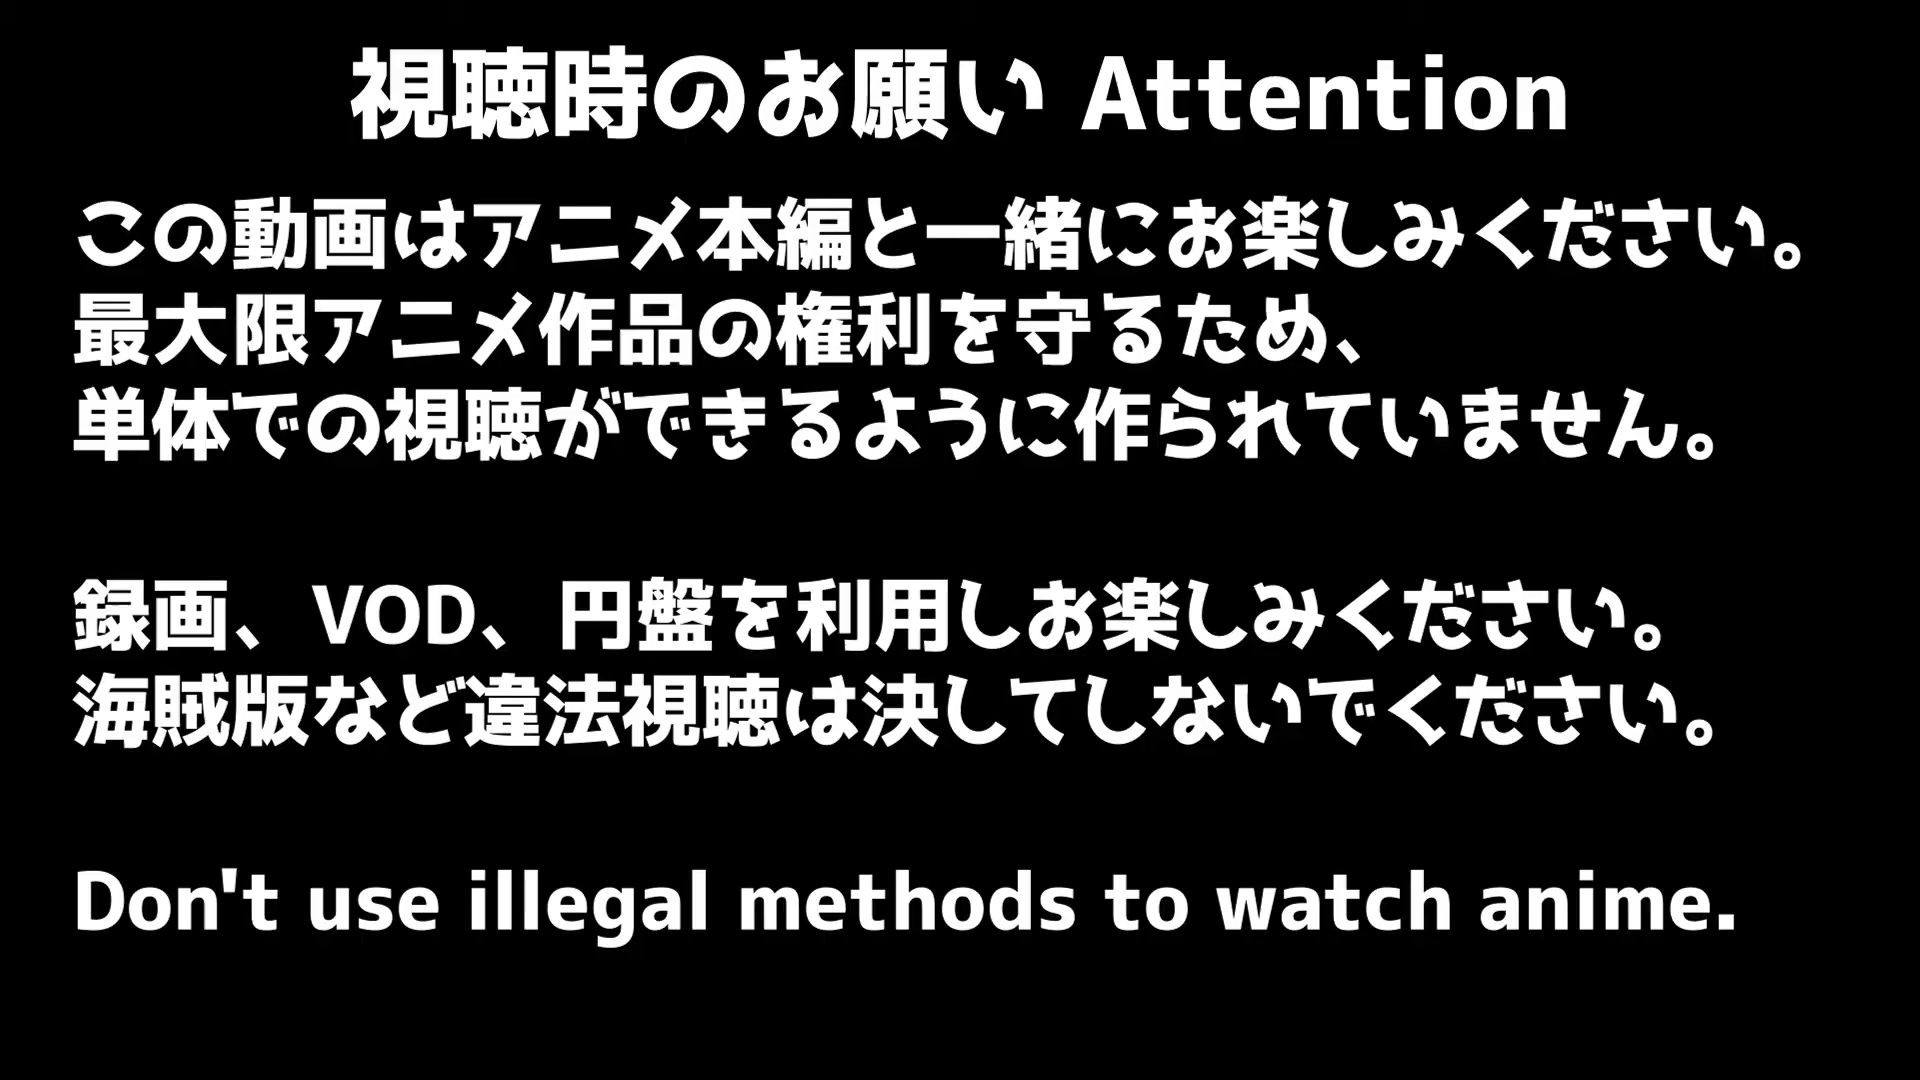 視聴時のお願い Attention
この動画はアニメ本編と一緒にお楽しみください。
最大限アニメ作品の権利を守るため、
単体での視聴ができるように作られていません。
録画、VOD、円盤を利用しお楽しみください。
海賊版など違法視聴は決してしないでください。
Don't use illegal methods to watch anime.